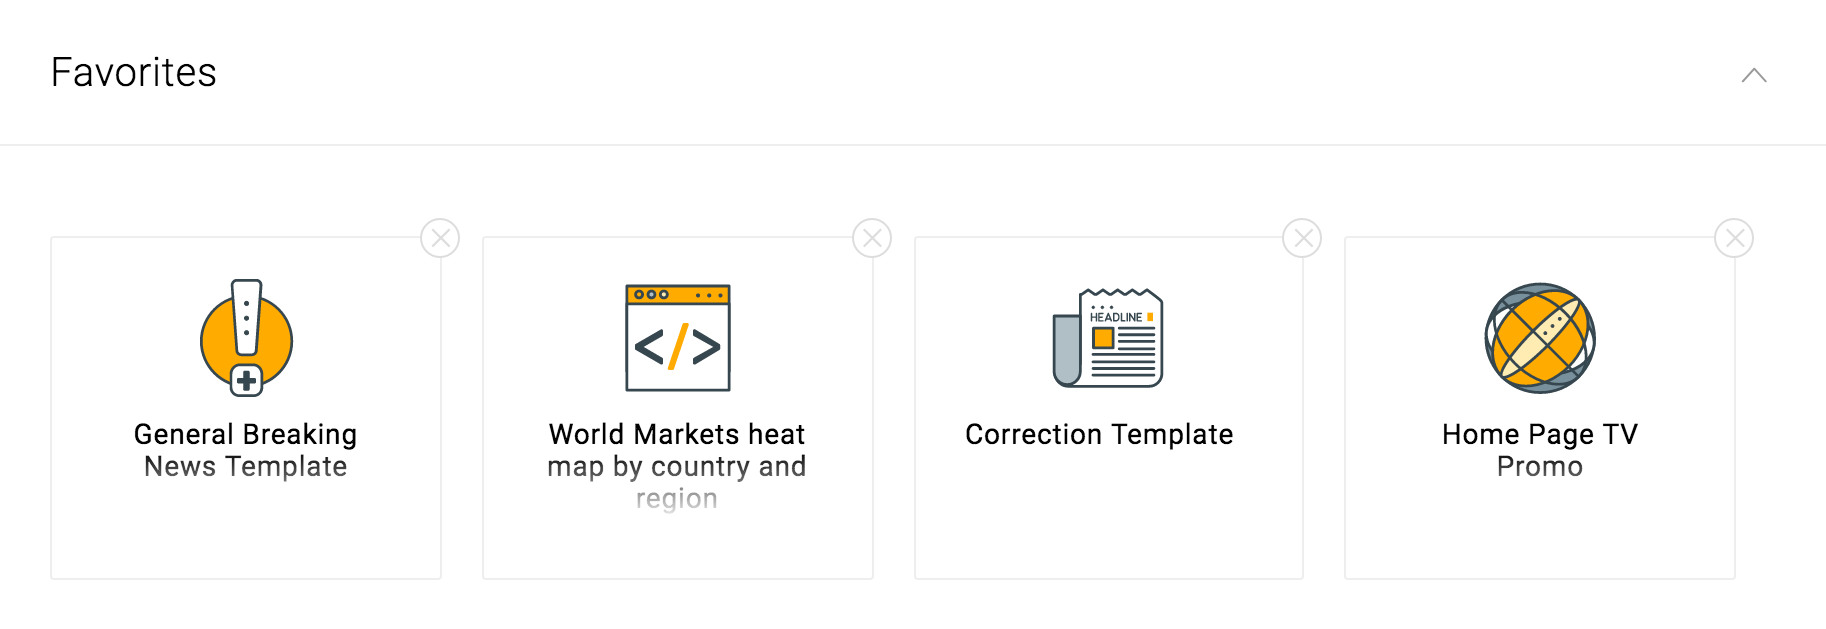 Favorites
General Breaking
News Template
</>
World Markets heat
map by country and
region
HEADLINE
Correction Template
Home Page TV
Promo